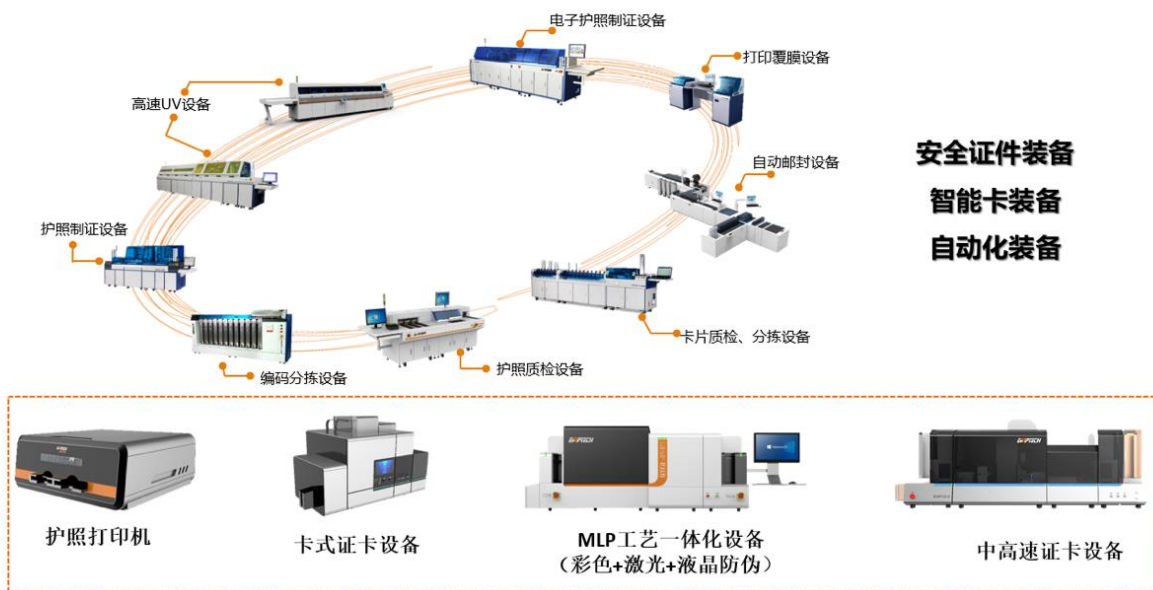 电子护照制证设备
打印覆膜设备
高速UV设备
自动邮封设备
护照制证设备
卡片质检、分拣设备
护照质检设备
编码分拣设备
安全证件装备
智能卡装备
自动化装备
护照打印机
卡式证卡设备
MLP工艺一体化设备
（彩色+激光+液晶防伪）
中高速证卡设备